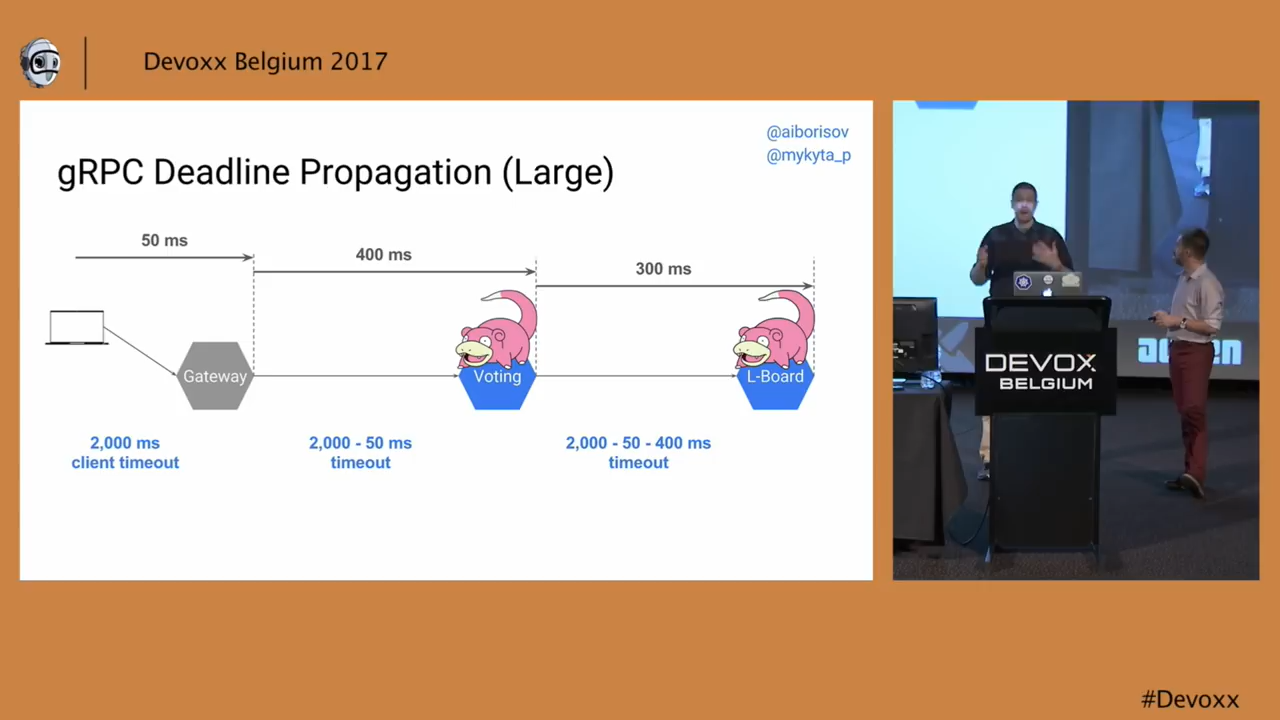 Devoxx Belgium 2017
@aiborisov
@mykyta_p
gRPC Deadline Propagation (Large)
50 ms
400 ms
300 ms
Gateway
Voting
L-Board
2,000 ms
client timeout
2,000 - 50 ms
timeout
2,000 - 50 - 400 ms
timeout
DEVOXX
BELGIUM
#Devoxx